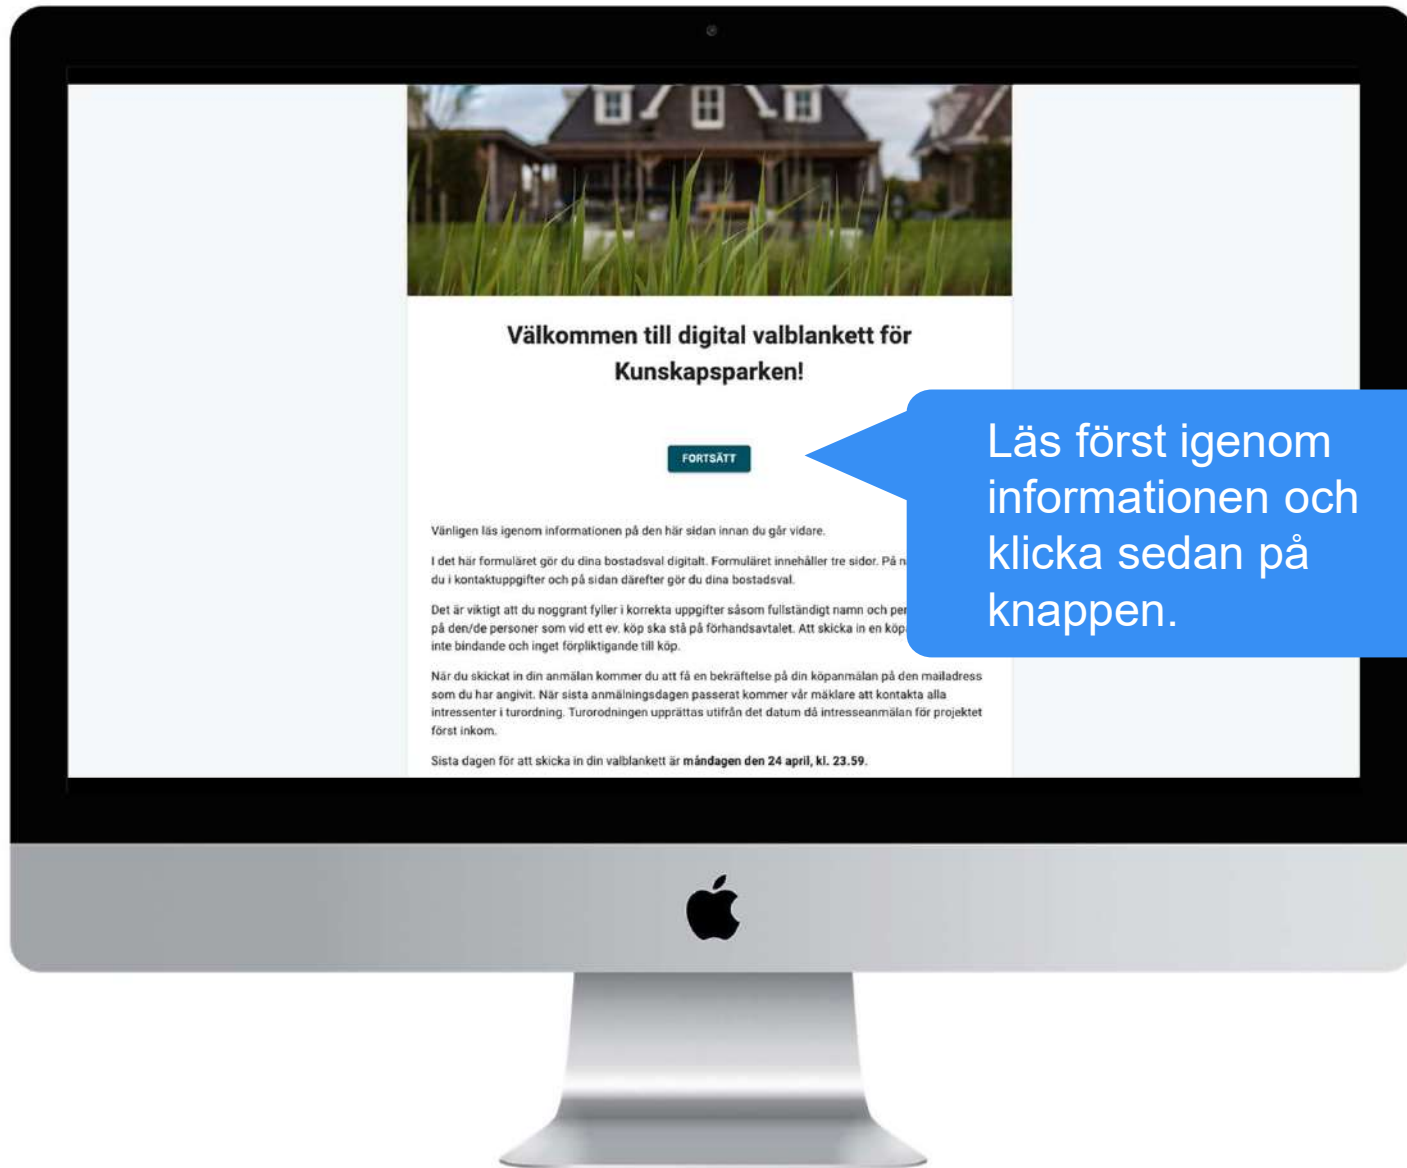 Välkommen till digital valblankett för
Kunskapsparken!
FORTSÄTT
Läs först igenom
informationen och
klicka sedan på
knappen.
Vänligen läs igenom informationen på den här sidan innan du går vidare.
I det här formuläret gör du dina bostadsval digitalt. Formuläret innehåller tre sidor. På
du i kontaktuppgifter och på sidan därefter gör du dina bostadsval.
Det är viktigt att du noggrant fyller i korrekta uppgifter såsom fullständigt namn och
på den/de personer som vid ett ev. köp ska stå på förhandsavtalet. Att skicka in en
inte bindande och inget förpliktigande till köp.
När du skickat in din anmälan kommer du att få en bekräftelse på din köpanmälan på den mailadress
som du har angivit. När sista anmälningsdagen passerat kommer vår mäklare att kontakta alla
intressenter i turordning. Turorodningen upprättas utifrån det datum då intresseanmälan för projektet
först inkom.
Sista dagen för att skicka in din valblankett är måndagen den 24 april, kl. 23.59.